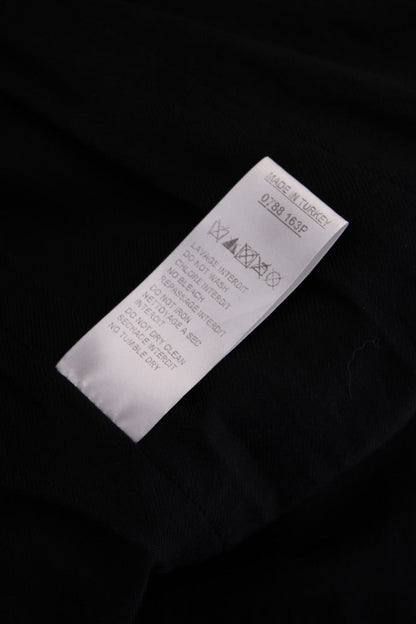 MADE IN TURKEY
0788 163P
LAVAGE INTERDIT
DO NOT WASH
CHLORE INTERDIT
NO BLEACH
REPASSAGE INTERDIT
DO NOT IRON
NETTOYAGE A SEC
INTERDIT
DO NOT DRY CLEAN
SECHAGE INTERDIT
NO TUMBLE DRY